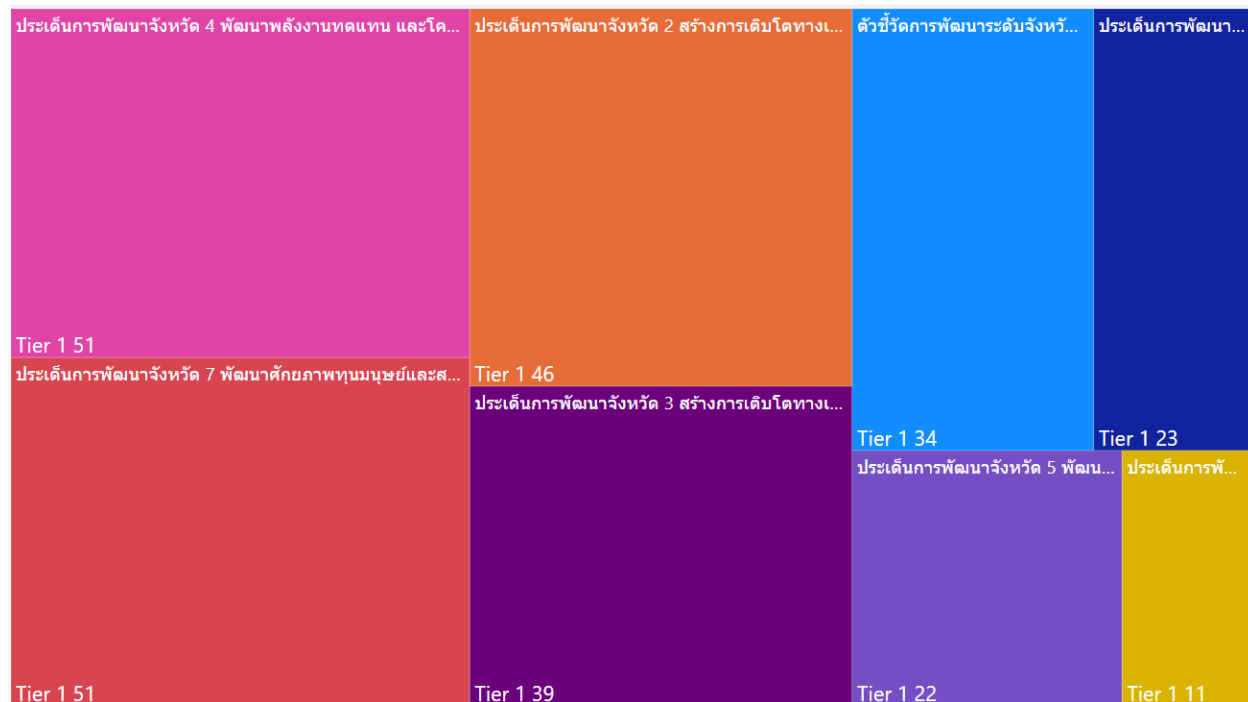 ประเด็นการพัฒนาจังหวัด 4 พัฒนาพลังงานทดแทน และโค...
Tier 1 51
ประเด็นการพัฒนาจังหวัด 7 พัฒนาศักยภาพทุนมนุษย์และส...
Tier 1 51
ประเด็นการพัฒนาจังหวัด 2 สร้างการเติบโตทางเ...
Tier 1 46
ประเด็นการพัฒนาจังหวัด 3 สร้างการเติบโตทางเ...
Tier 1 39
ตัวชี้วัดการพัฒนาระดับจังหวั...
Tier 1 34
ประเด็นการพัฒนา...
Tier 1 23
ประเด็นการพัฒนาจังหวัด 5 พัฒน...
Tier 1 22
ประเด็นการพั...
Tier 1 11